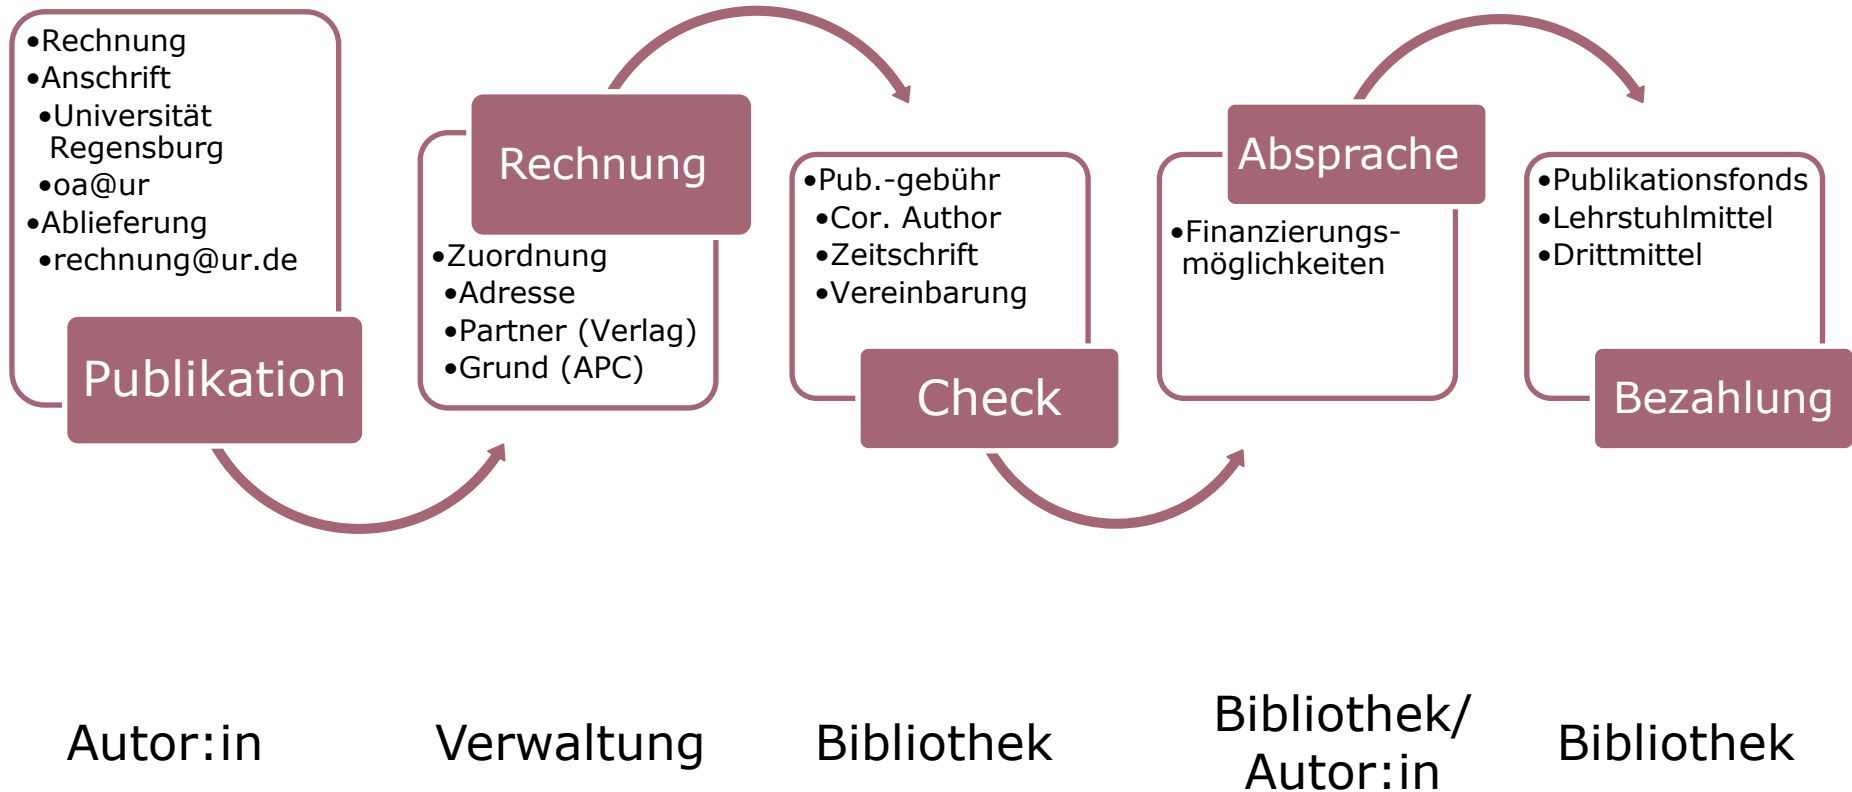 •Rechnung
•Anschrift
•Universität
Regensburg
•oa@ur
•Ablieferung
•rechnung@ur.de
Publikation
Rechnung
•Zuordnung
•Adresse
•Partner (Verlag)
•Grund (APC)
•Pub.-gebühr
•Cor. Author
•Zeitschrift
•Vereinbarung
Check
Absprache
•Finanzierungs-
möglichkeiten
•Publikationsfonds
•Lehrstuhlmittel
•Drittmittel
Bezahlung
Autor:in
Verwaltung
Bibliothek
Bibliothek/
Autor:in
Bibliothek